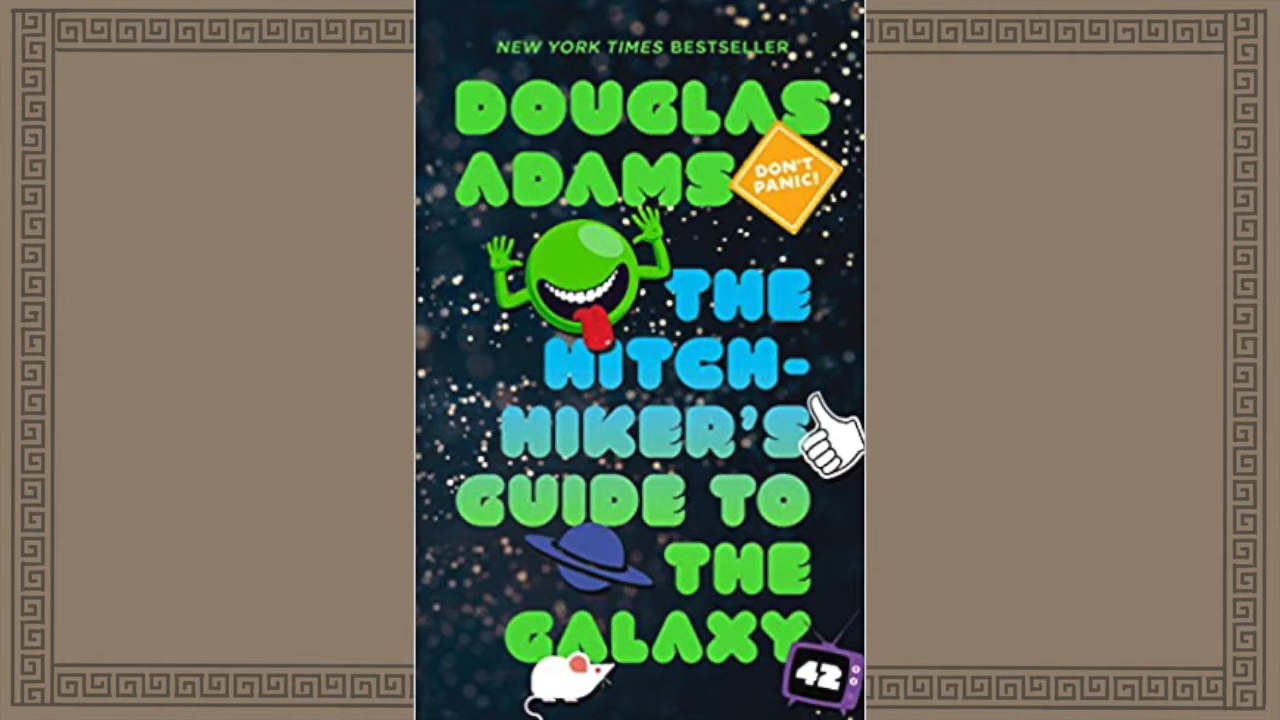 NEW YORK TIMES BESTSELLER
DOUGLAS
ADAMS
DON'T
PANIC!
THE
HITCH-
HIKER'S
GUIDE TO
THE
GALAXY
42